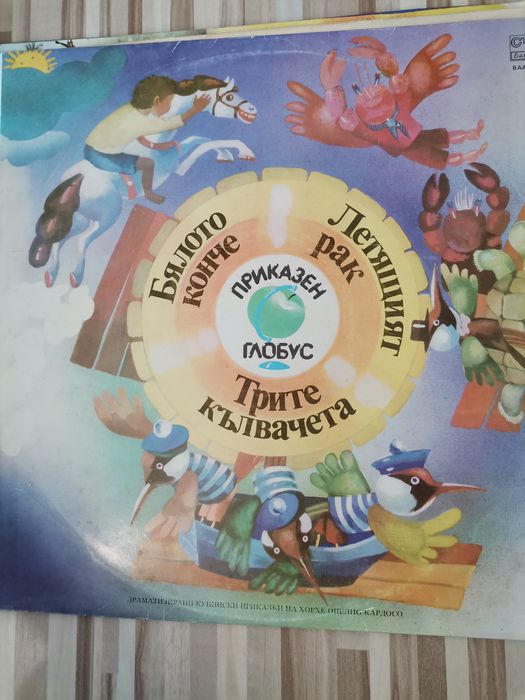 Бялото
конче
Летящият
рак
ПРИКАЗЕН
ГЛОБУС
Трите
кълвачета
ДРАМАТИЗИРАНИ КУБИНСКИ ПРИКАЗКИ НА ХОРХЕ ОНЕЛИО КАРДОСО